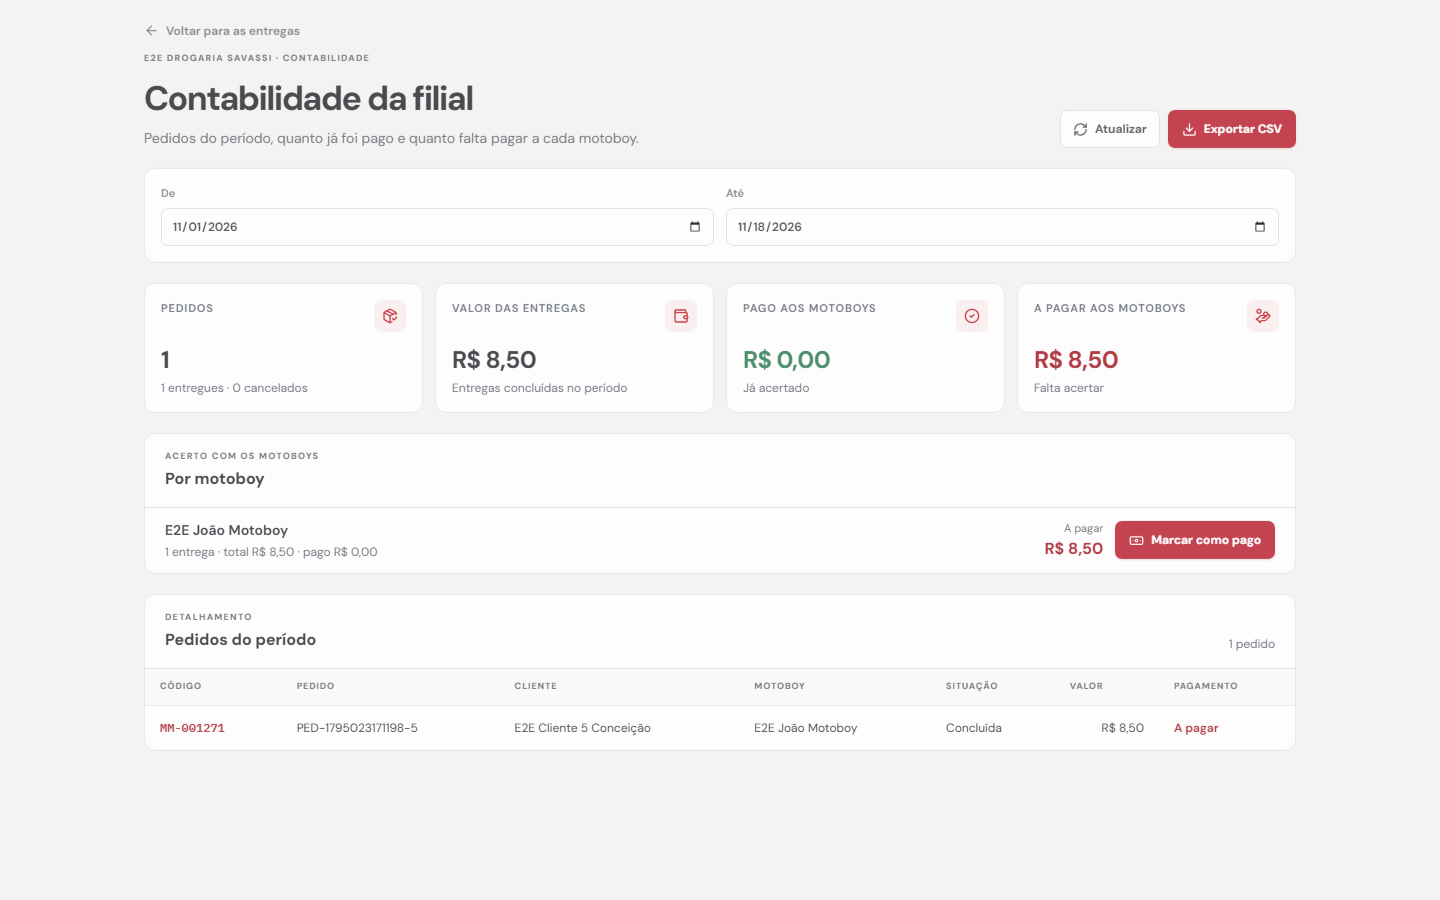 Voltar para as entregas
E2E DROGARIA SAVASSI · CONTABILIDADE
Contabilidade da filial
Pedidos do período, quanto já foi pago e quanto falta pagar a cada motoboy.
Atualizar
Exportar CSV
De
Até
11/01/2026
11/18/2026
PEDIDOS
1
1 entregues · 0 cancelados
VALOR DAS ENTREGAS
R$ 8,50
Entregas concluídas no período
PAGO AOS MOTOBOYS
R$ 0,00
Já acertado
A PAGAR AOS MOTOBOYS
R$ 8,50
Falta acertar
ACERTO COM OS MOTOBOYS
Por motoboy
E2E João Motoboy
1 entrega · total R$ 8,50 · pago R$ 0,00
A pagar
R$ 8,50
Marcar como pago
DETALHAMENTO
Pedidos do período
1 pedido
CÓDIGO PEDIDO CLIENTE MOTOBOY SITUAÇÃO VALOR PAGAMENTO
MM-001271 PED-1795023171198-5 E2E Cliente 5 Conceição E2E João Motoboy Concluída R$ 8,50 A pagar